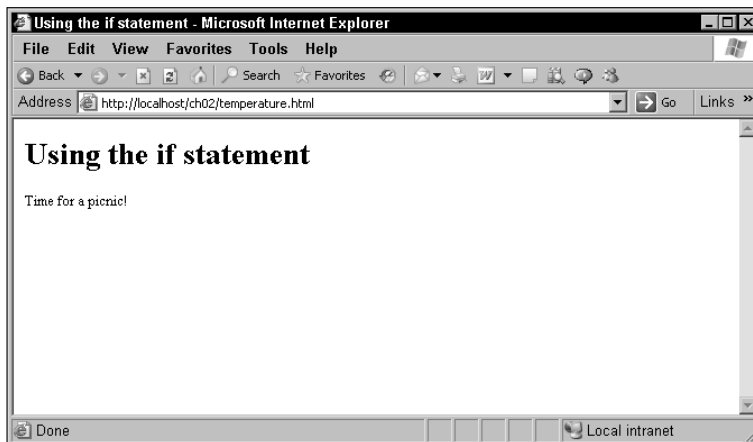 Using the if statement - Microsoft Internet Explorer
File Edit View Favorites Tools Help
Back Search Favorites W
Address http://localhost/ch02/temperature.html Go Links »
Using the if statement
Time for a picnic!
Done Local intranet